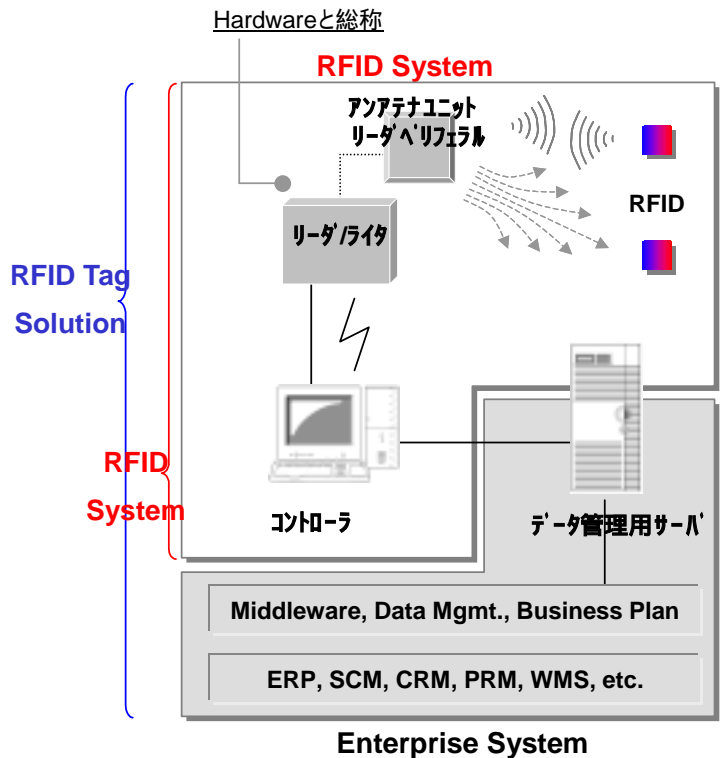 Hardwareと総称
RFID System
アンアテナユニット
リーダペリフェラル
RFID
リーダ/ライタ
RFID Tag
Solution
RFID
System
コントローラ
データ管理用サーバ
Middleware, Data Mgmt., Business Plan
ERP, SCM, CRM, PRM, WMS, etc.
Enterprise System